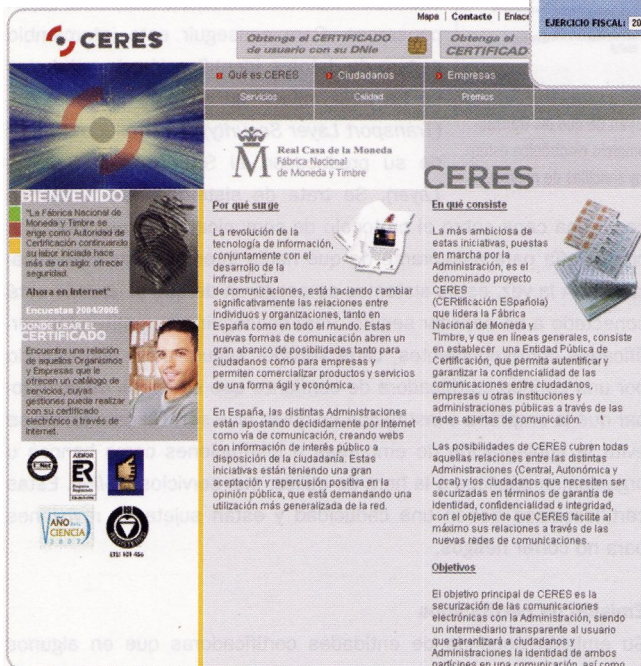 Mapa | Contacto | Enlace
EJERCICIO FISCAL: 20
CERES
Obtenga el CERTIFICADO
de usuario con su DNIe
Obtenga el
CERTIFICAD
Qué es CERES
Ciudadanos
Empresas
Servicios
Calidad
Premios
Real Casa de la Moneda
Fábrica Nacional
de Moneda y Timbre
CERES
BIENVENIDO
"La Fábrica Nacional de
Moneda y Timbre se
erige como Autoridad de
Certificación continuando
su labor iniciada hace
más de un siglo: ofrecer
seguridad.
Ahora en Internet"
Encuestas 2004/2005
DONDE USAR EL
CERTIFICADO
Encuentre una relación
de aquellos Organismos
y Empresas que le
ofrecen un catálogo de
servicios, cuyas
gestiones puede realizar
con su certificado
electrónico a través de
Internet.
AENOR
ER
AÑO
CIENCIA
2007
Por qué surge
La revolución de la
tecnología de información,
conjuntamente con el
desarrollo de la
infraestructura
de comunicaciones, está haciendo cambiar
significativamente las relaciones entre
individuos y organizaciones, tanto en
España como en todo el mundo. Estas
nuevas formas de comunicación abren un
gran abanico de posibilidades tanto para
ciudadanos como para empresas y
permiten comercializar productos y servicios
de una forma ágil y económica.
En España, las distintas Administraciones
están apostando decididamente por Internet
como vía de comunicación, creando webs
con información de interés público a
disposición de la ciudadanía. Estas
iniciativas están teniendo una gran
aceptación y repercusión positiva en la
opinión pública, que está demandando una
utilización más generalizada de la red.
En qué consiste
La más ambiciosa de
estas iniciativas, puestas
en marcha por la
Administración, es el
denominado proyecto
CERES
(CERtificación ESpañola)
que lidera la Fábrica
Nacional de Moneda y
Timbre, y que en líneas generales, consiste
en establecer una Entidad Pública de
Certificación, que permita autentificar y
garantizar la confidencialidad de las
comunicaciones entre ciudadanos,
empresas u otras instituciones y
administraciones públicas a través de las
redes abiertas de comunicación.
Las posibilidades de CERES cubren todas
aquellas relaciones entre las distintas
Administraciones (Central, Autonómica y
Local) y los ciudadanos que necesiten ser
securizadas en términos de garantía de
identidad, confidencialidad e integridad,
con el objetivo de que CERES facilite al
máximo sus relaciones a través de las
nuevas redes de comunicaciones.
Objetivos
El objetivo principal de CERES es la
securización de las comunicaciones
electrónicas con la Administración, siendo
un intermediario transparente al usuario
que garantizará a ciudadanos y
Administraciones la identidad de ambos
partícipes en una comunicación, así como